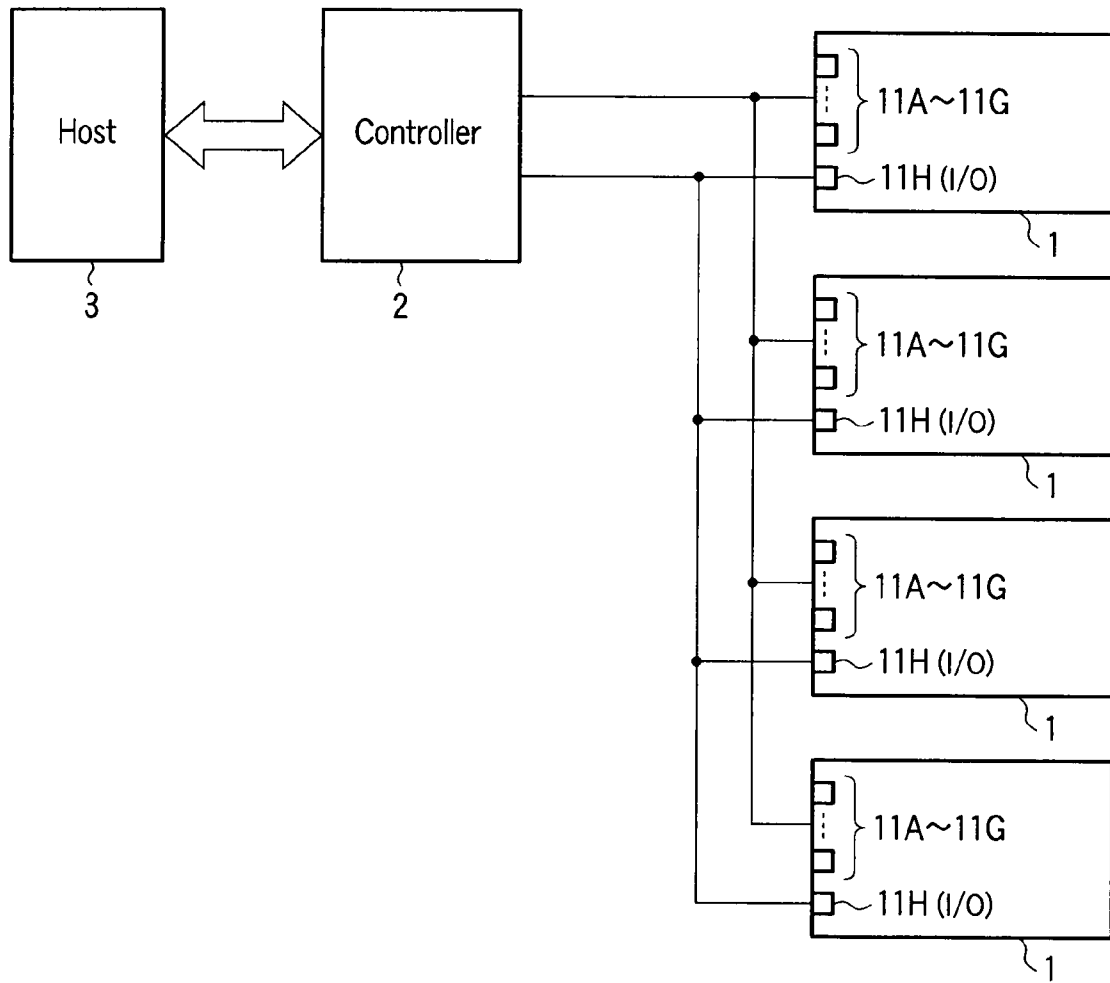 Host
3
Controller
2
11A~11G
11H (I/O)
1
11A~11G
11H (I/O)
1
11A~11G
11H (I/O)
1
11A~11G
11H (I/O)
1